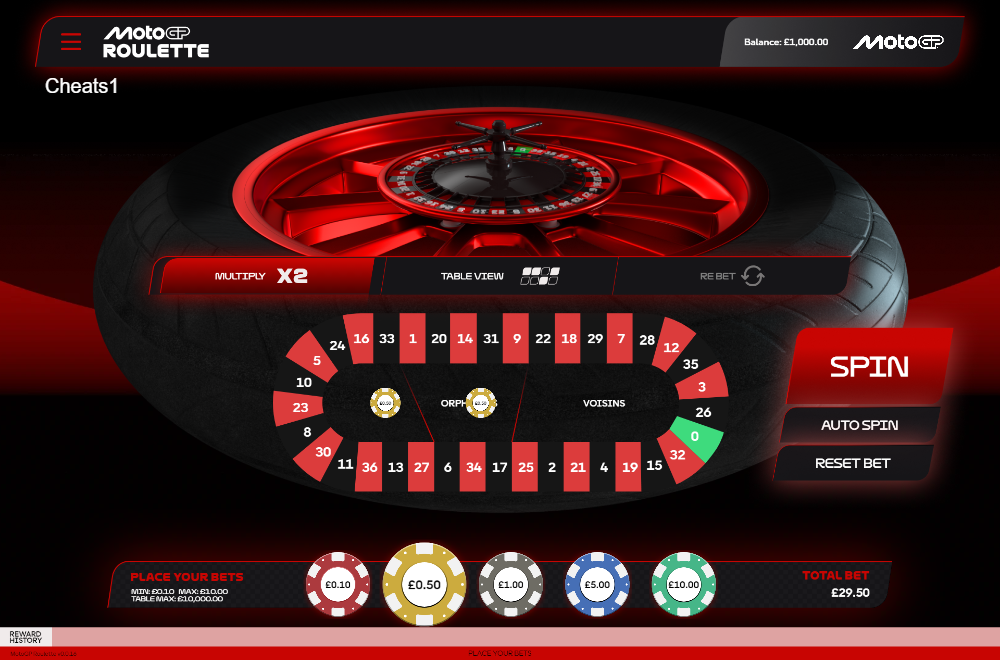 MotoGP
ROULETTE
Balance: £1,000.00
MotoGP
Cheats1
MULTIPLY X2
TABLE VIEW
RE BET
24 16 33 1 20 14 31 9 22 18 29 7 28 12
5 35
10 3
23 £0.50 ORPH £0.50 VOISINS 26
8 0
30 11 36 13 27 6 34 17 25 2 21 4 19 15 32
SPIN
AUTO SPIN
RESET BET
PLACE YOUR BETS
MIN: £0.10 MAX: £10.00
TABLE MAX: £10,000.00
£0.10
£0.50
£1.00
£5.00
£10.00
TOTAL BET
£29.50
REWARD
HISTORY
PLACE YOUR BETS